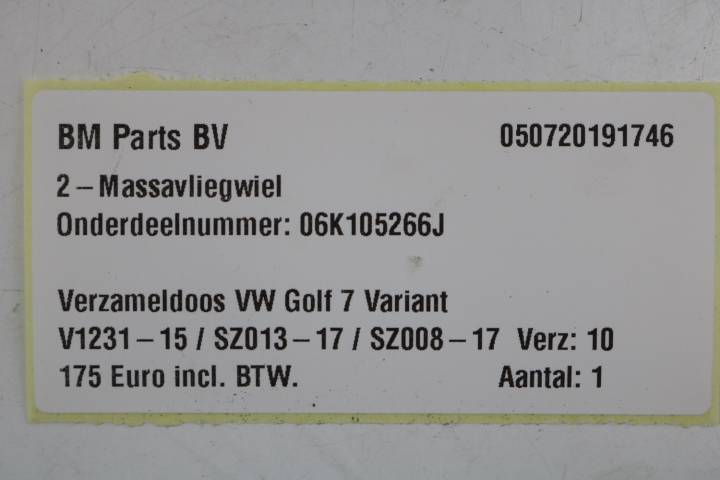 BM Parts BV 050720191746
2 – Massavliegwiel
Onderdeelnummer: 06K105266J
Verzameldoos VW Golf 7 Variant
V1231 – 15 / SZ013 – 17 / SZ008 – 17 Verz: 10
175 Euro incl. BTW. Aantal: 1